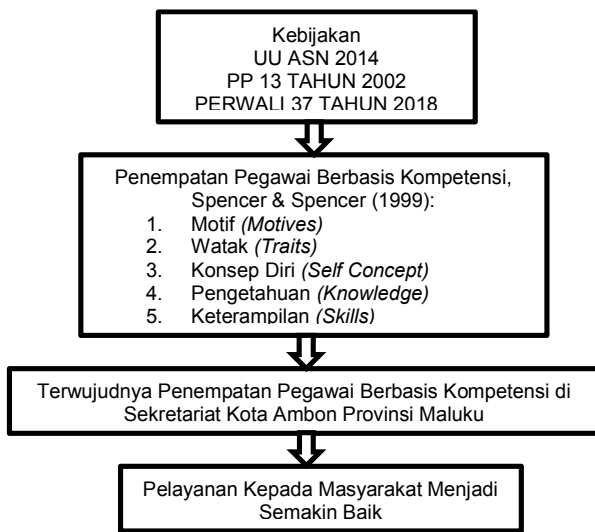 Kebijakan
UU ASN 2014
PP 13 TAHUN 2002
PERWALI 37 TAHUN 2018
Penempatan Pegawai Berbasis Kompetensi,
Spencer & Spencer (1999):
1. Motif (Motives)
2. Watak (Traits)
3. Konsep Diri (Self Concept)
4. Pengetahuan (Knowledge)
5. Keterampilan (Skills)
Terwujudnya Penempatan Pegawai Berbasis Kompetensi di
Sekretariat Kota Ambon Provinsi Maluku
Pelayanan Kepada Masyarakat Menjadi
Semakin Baik